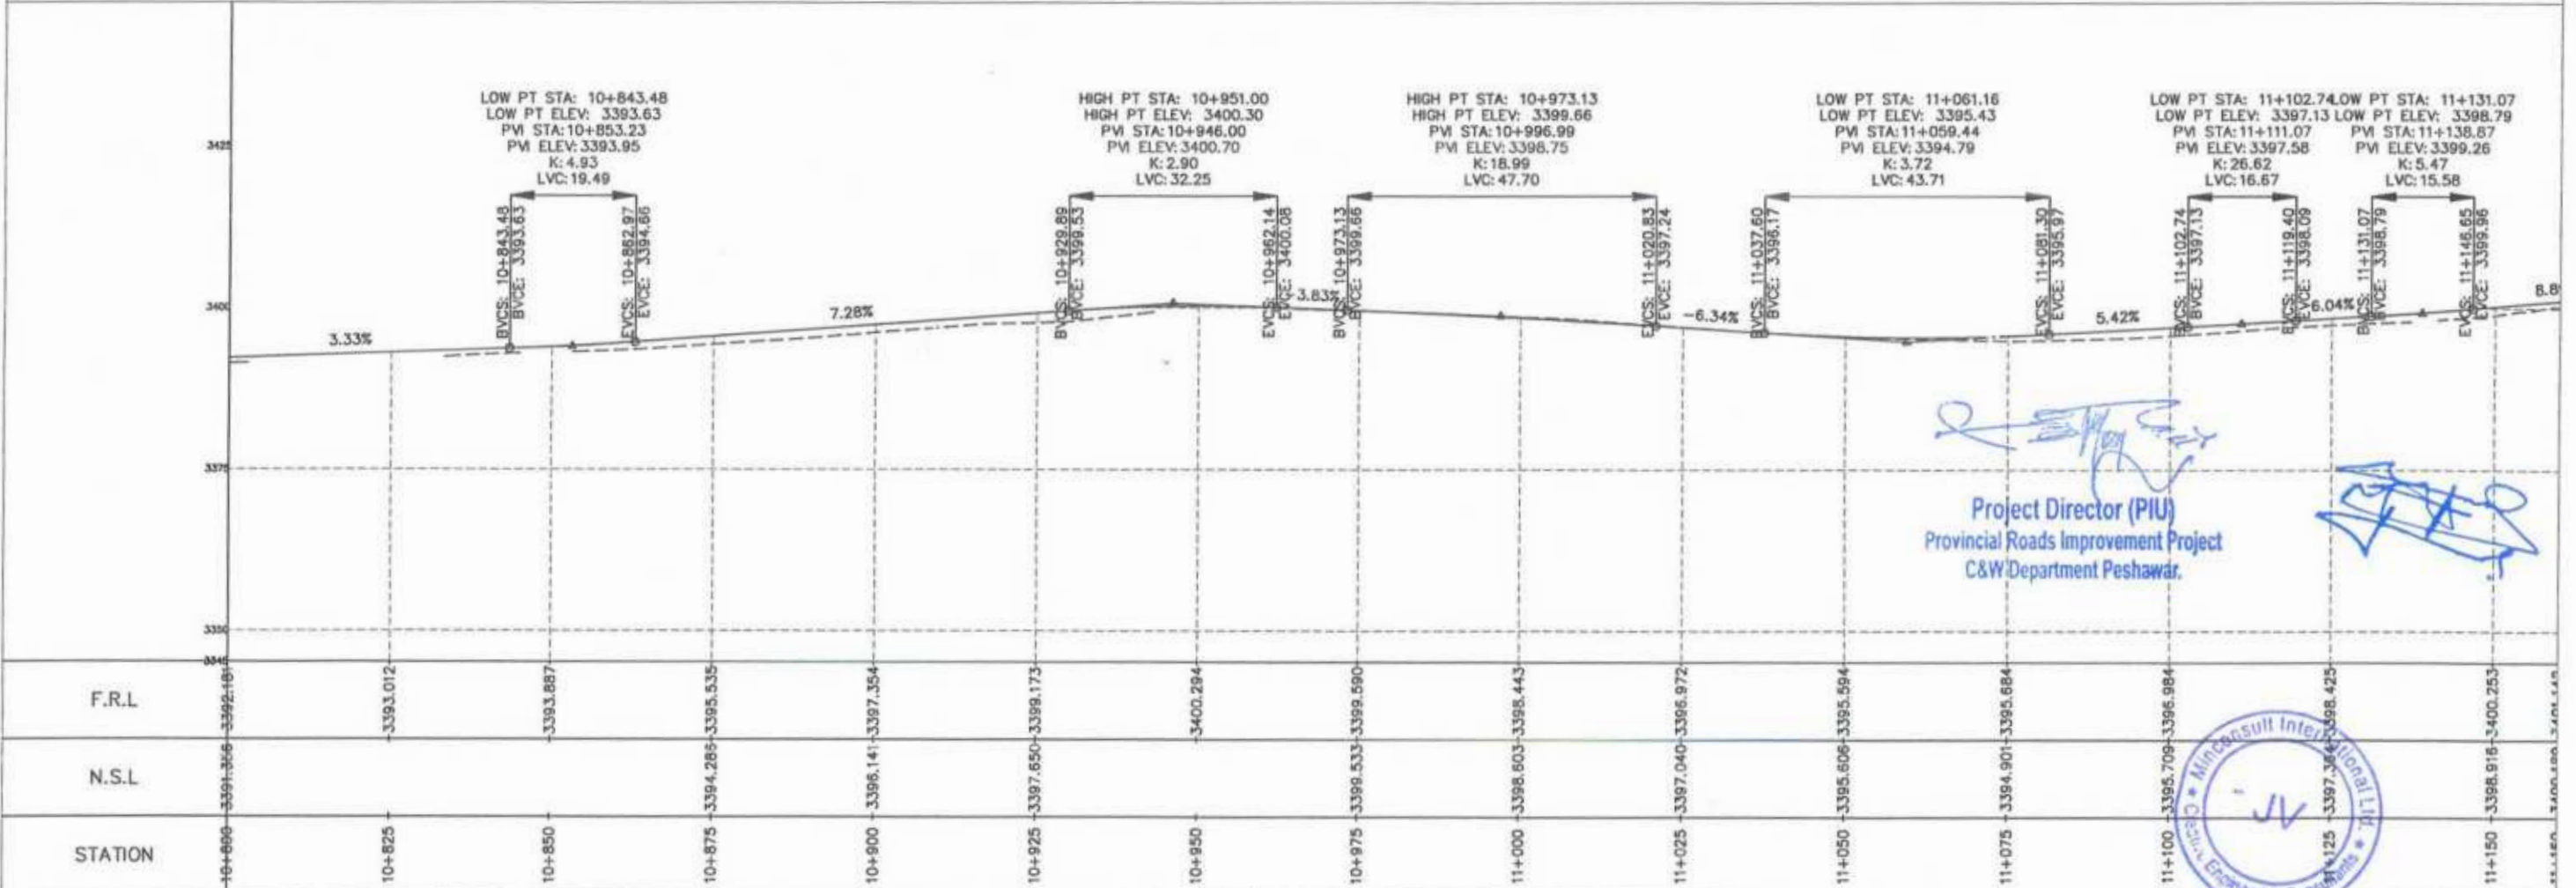 LOW PT STA: 10+843.48
LOW PT ELEV: 3393.63
PVI STA:10+853.23
PVI ELEV:3393.95
K:4.93
LVC:19.49
HIGH PT STA: 10+951.00
HIGH PT ELEV: 3400.30
PVI STA:10+946.00
PVI ELEV:3400.70
K:2.90
LVC:32.25
HIGH PT STA: 10+973.13
HIGH PT ELEV: 3399.66
PVI STA:10+996.99
PVI ELEV:3398.75
K:18.99
LVC:47.70
LOW PT STA: 11+061.16
LOW PT ELEV: 3395.43
PVI STA:11+059.44
PVI ELEV:3394.79
K:3.72
LVC:43.71
LOW PT STA: 11+102.74
LOW PT ELEV: 3397.13
PVI STA:11+111.07
PVI ELEV:3397.58
K:26.62
LVC:16.67
LOW PT STA: 11+131.07
LOW PT ELEV: 3398.79
PVI STA:11+138.87
PVI ELEV:3399.26
K:5.47
LVC:15.58
BVCS: 10+843.48
BVCE: 3393.63
EVCS: 10+862.97
EVCE: 3394.66
BVCS: 10+929.89
BVCE: 3399.53
EVCS: 10+962.14
EVCE: 3400.08
BVCS: 10+973.13
BVCE: 3399.66
EVCS: 11+020.83
EVCE: 3397.24
BVCS: 11+037.60
BVCE: 3396.17
EVCS: 11+081.30
EVCE: 3395.97
BVCS: 11+102.74
BVCE: 3397.13
EVCS: 11+119.40
EVCE: 3398.09
BVCS: 11+131.07
BVCE: 3398.79
EVCS: 11+146.65
EVCE: 3399.96
3425
3400
3375
3350
3345
3.33%
7.28%
-3.83%
-6.34%
5.42%
6.04%
8.8
Project Director (PIU)
Provincial Roads Improvement Project
C&W Department Peshawar.
F.R.L
3393.012 3393.887 3395.535 3397.354 3399.173 3400.294 3399.590 3398.443 3396.972 3395.594 3395.684 3396.984 3398.425 3400.253
N.S.L
3394.286 3396.141 3397.650 3399.533 3398.603 3397.040 3395.606 3394.901 3395.709 3398.916
STATION
10+800 10+825 10+850 10+875 10+900 10+925 10+950 10+975 11+000 11+025 11+050 11+075 11+100 11+125 11+150
Minconsult International Ltd.
JV